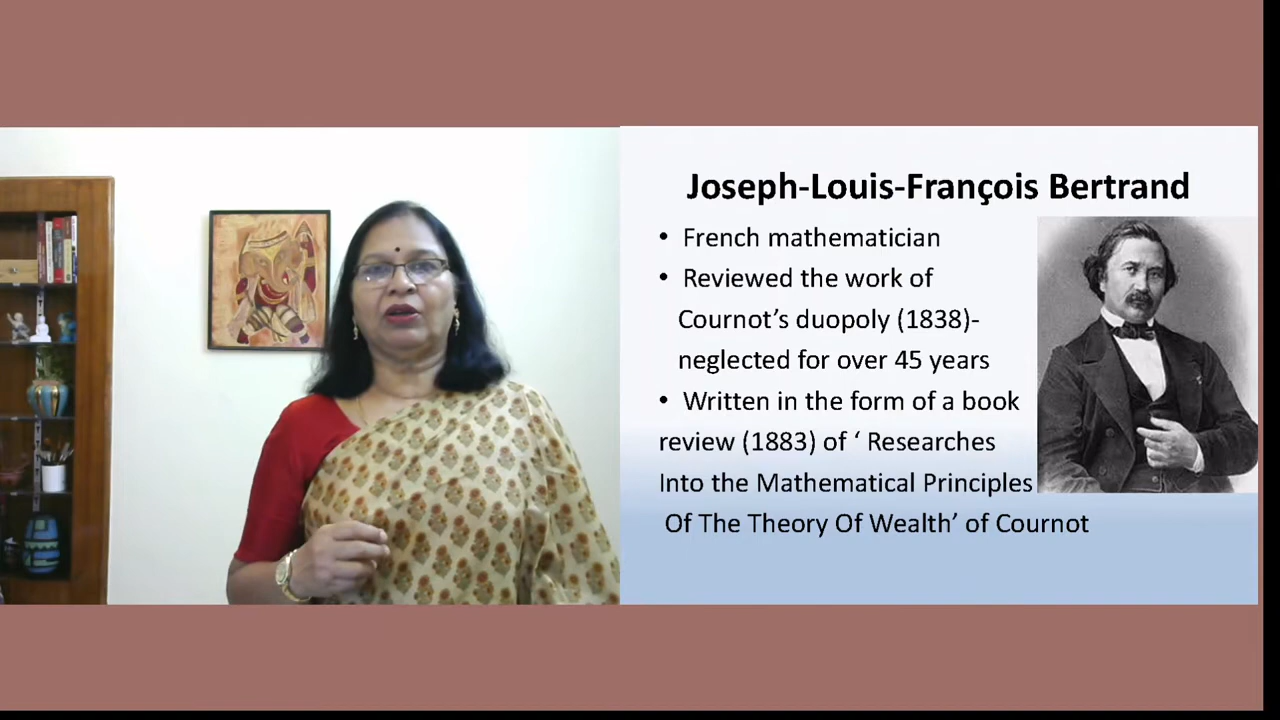 Joseph-Louis-François Bertrand
• French mathematician
• Reviewed the work of
Cournot’s duopoly (1838)-
neglected for over 45 years
• Written in the form of a book
review (1883) of ‘ Researches
Into the Mathematical Principles
Of The Theory Of Wealth’ of Cournot